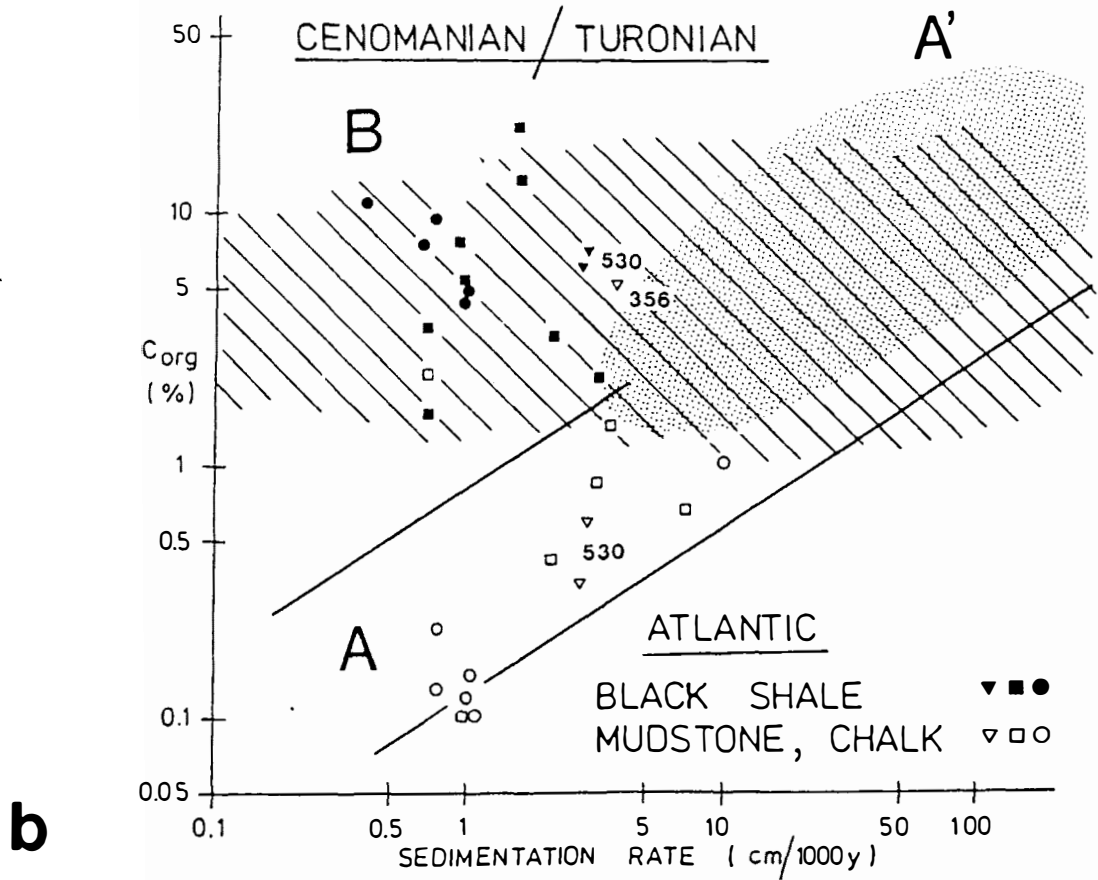 CENOMANIAN / TURONIAN
A'
B
50
10
5
1
0.5
0.1
0.05
Corg
(%)
530
356
530
A
ATLANTIC
BLACK SHALE ▼ ■ ●
MUDSTONE, CHALK ▽ □ ○
0.1 0.5 1 5 10 50 100
SEDIMENTATION RATE (cm/1000y)
b